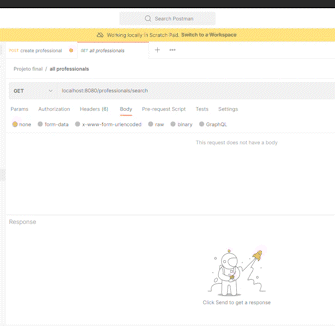 Search Postman
Working locally in Scratch Pad. Switch to a Workspace
POST create professional GET all professionals
Projeto final / all professionals
GET localhost:8080/professionals/search
Params Authorization Headers (6) Body Pre-request Script Tests Settings
none form-data x-www-form-urlencoded raw binary GraphQL
This request does not have a body
Response
Click Send to get a response